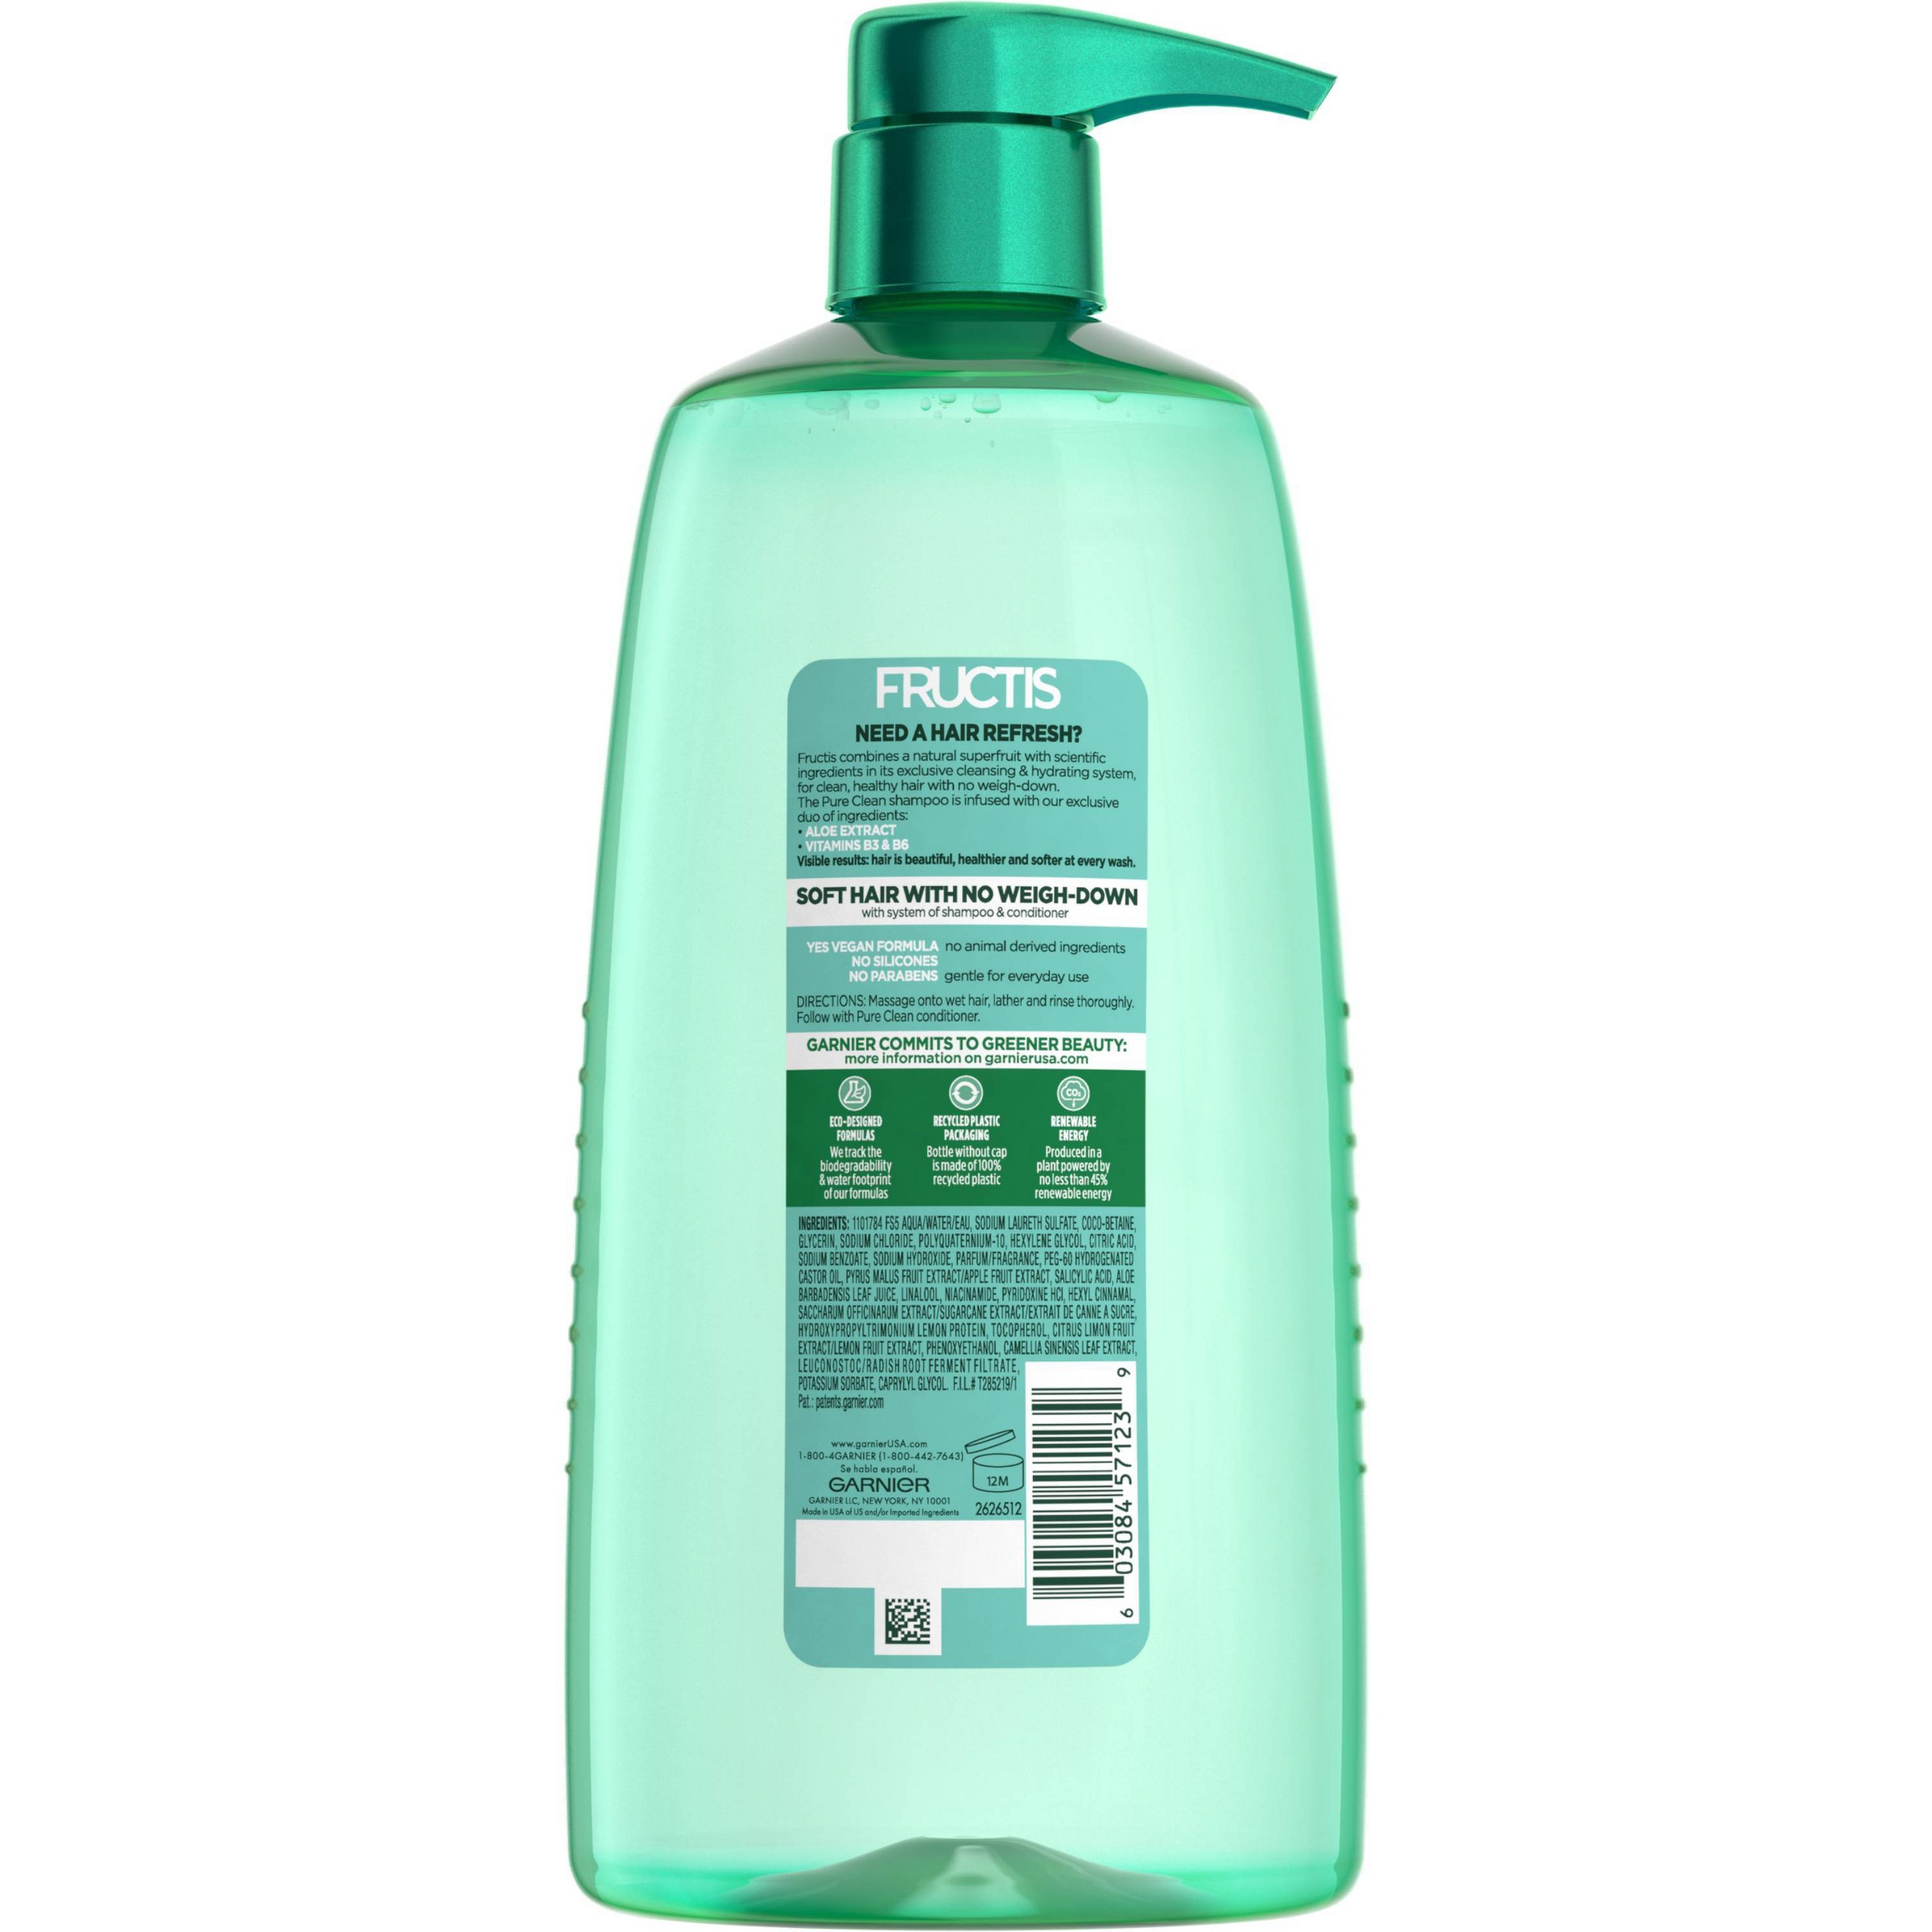 FRUCTIS
NEED A HAIR REFRESH?
Fructis combines a natural superfruit with scientific
ingredients in its exclusive cleansing & hydrating system,
for clean, healthy hair with no weigh-down.
The Pure Clean shampoo is infused with our exclusive
duo of ingredients:
• ALOE EXTRACT
• VITAMINS B3 & B6
Visible results: hair is beautiful, healthier and softer at every wash.
SOFT HAIR WITH NO WEIGH-DOWN
with system of shampoo & conditioner
YES VEGAN FORMULA no animal derived ingredients
NO SILICONES
NO PARABENS gentle for everyday use
DIRECTIONS: Massage onto wet hair, lather and rinse thoroughly.
Follow with Pure Clean conditioner.
GARNIER COMMITS TO GREENER BEAUTY:
more information on garnierusa.com
ECO-DESIGNED
FORMULAS
We track the
biodegradability
& water footprint
of our formulas
RECYCLED PLASTIC
PACKAGING
Bottle without cap
is made of 100%
recycled plastic
CO₂
RENEWABLE
ENERGY
Produced in a
plant powered by
no less than 45%
renewable energy
INGREDIENTS: 1101784 FS5 AQUA/WATER/EAU, SODIUM LAURETH SULFATE, COCO-BETAINE,
GLYCERIN, SODIUM CHLORIDE, POLYQUATERNIUM-10, HEXYLENE GLYCOL, CITRIC ACID,
SODIUM BENZOATE, SODIUM HYDROXIDE, PARFUM/FRAGRANCE, PEG-60 HYDROGENATED
CASTOR OIL, PYRUS MALUS FRUIT EXTRACT/APPLE FRUIT EXTRACT, SALICYLIC ACID, ALOE
BARBADENSIS LEAF JUICE, LINALOOL, NIACINAMIDE, PYRIDOXINE HCI, HEXYL CINNAMAL,
SACCHARUM OFFICINARUM EXTRACT/SUGARCANE EXTRACT/EXTRAIT DE CANNE A SUCRE,
HYDROXYPROPYLTRIMONIUM LEMON PROTEIN, TOCOPHEROL, CITRUS LIMON FRUIT
EXTRACT/LEMON FRUIT EXTRACT, PHENOXYETHANOL, CAMELLIA SINENSIS LEAF EXTRACT,
LEUCONOSTOC/RADISH ROOT FERMENT FILTRATE,
POTASSIUM SORBATE, CAPRYLYL GLYCOL. F.I.L.# T285219/1
Pat.: patents.garnier.com
www.garnierUSA.com
1-800-4GARNIER (1-800-442-7643)
Se habla español.
GARNIER
GARNIER LLC, NEW YORK, NY 10001
Made in USA of US and/or Imported Ingredients
12M
2626512
6 03084 57123 9